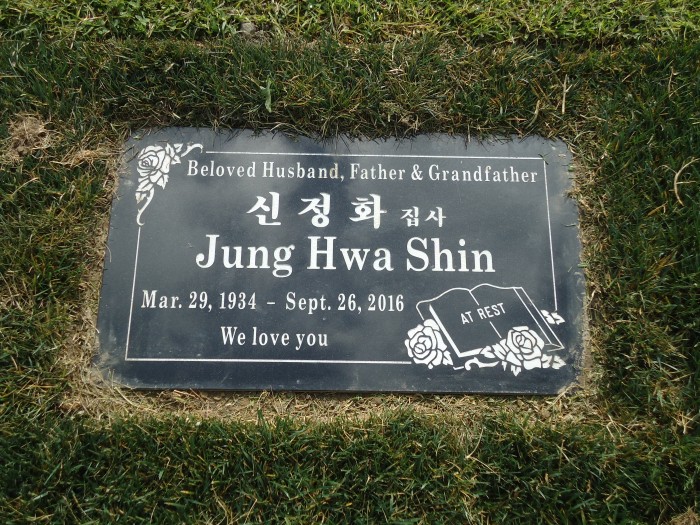 Beloved Husband, Father & Grandfather
신정화 집사
Jung Hwa Shin
Mar. 29, 1934 – Sept. 26, 2016
AT REST
We love you